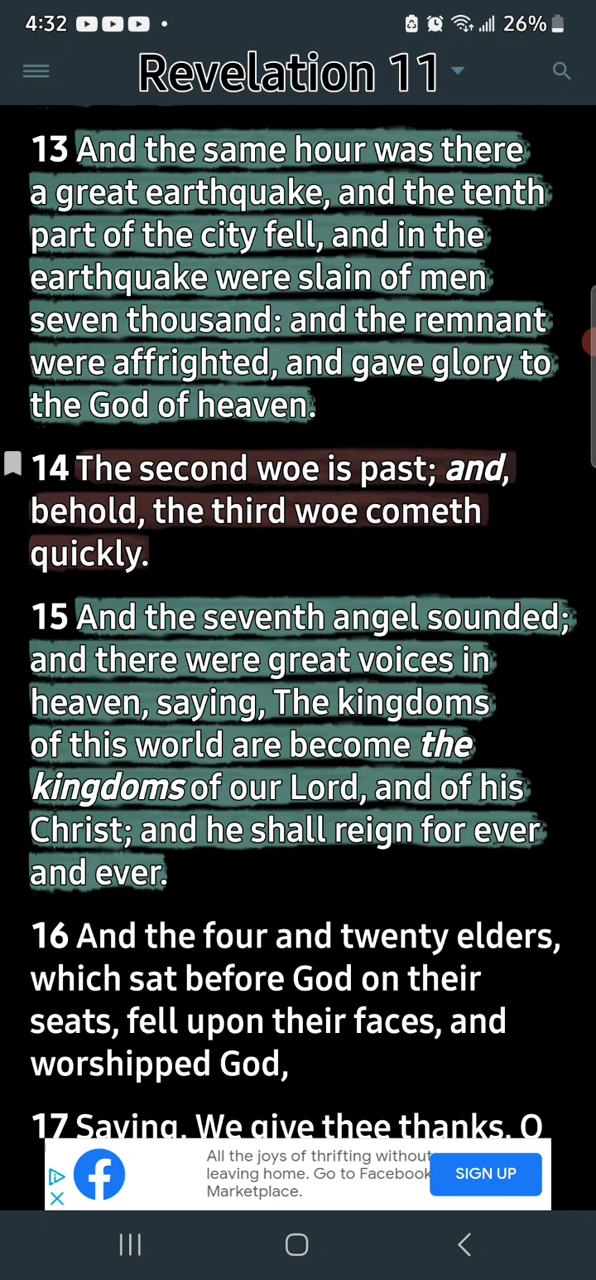 4:32
26%
Revelation 11
13 And the same hour was there
a great earthquake, and the tenth
part of the city fell, and in the
earthquake were slain of men
seven thousand: and the remnant
were affrighted, and gave glory to
the God of heaven.
14 The second woe is past; and,
behold, the third woe cometh
quickly.
15 And the seventh angel sounded;
and there were great voices in
heaven, saying, The kingdoms
of this world are become the
kingdoms of our Lord, and of his
Christ; and he shall reign for ever
and ever.
16 And the four and twenty elders,
which sat before God on their
seats, fell upon their faces, and
worshipped God,
17 Saying, We give thee thanks, O
All the joys of thrifting without
leaving home. Go to Facebook
Marketplace.
SIGN UP